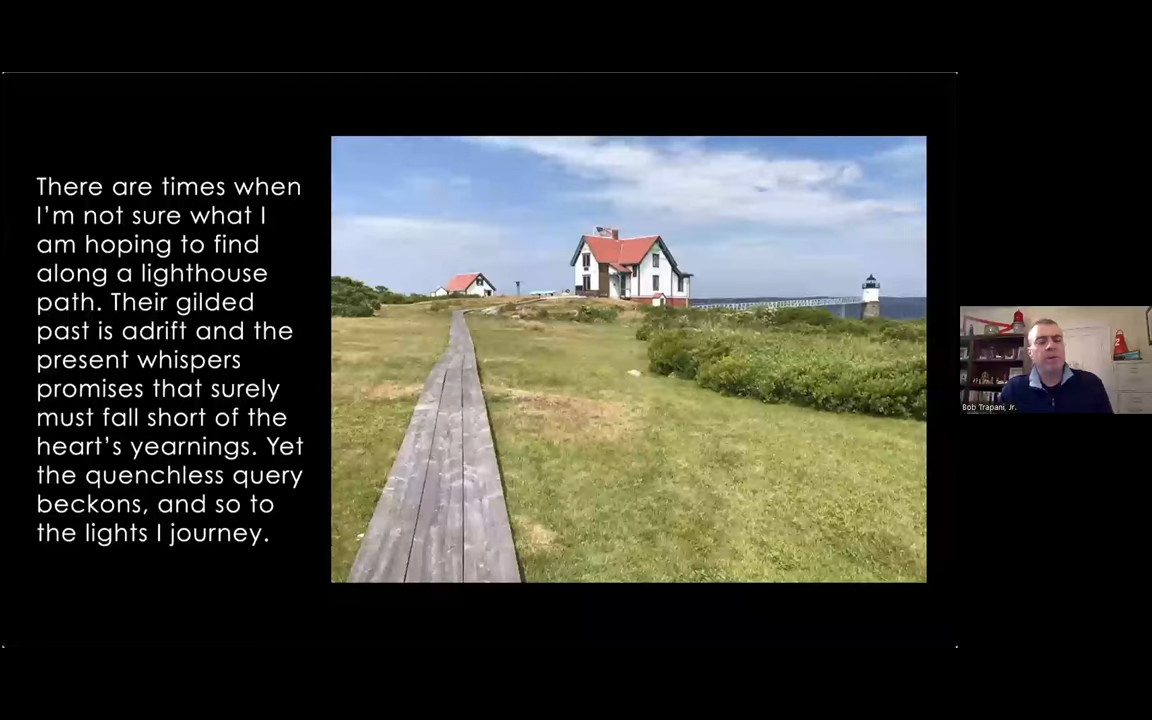 There are times when
I'm not sure what I
am hoping to find
along a lighthouse
path. Their gilded
past is adrift and the
present whispers
promises that surely
must fall short of the
heart's yearnings. Yet
the quenchless query
beckons, and so to
the lights I journey.
Bob Trapani, Jr.